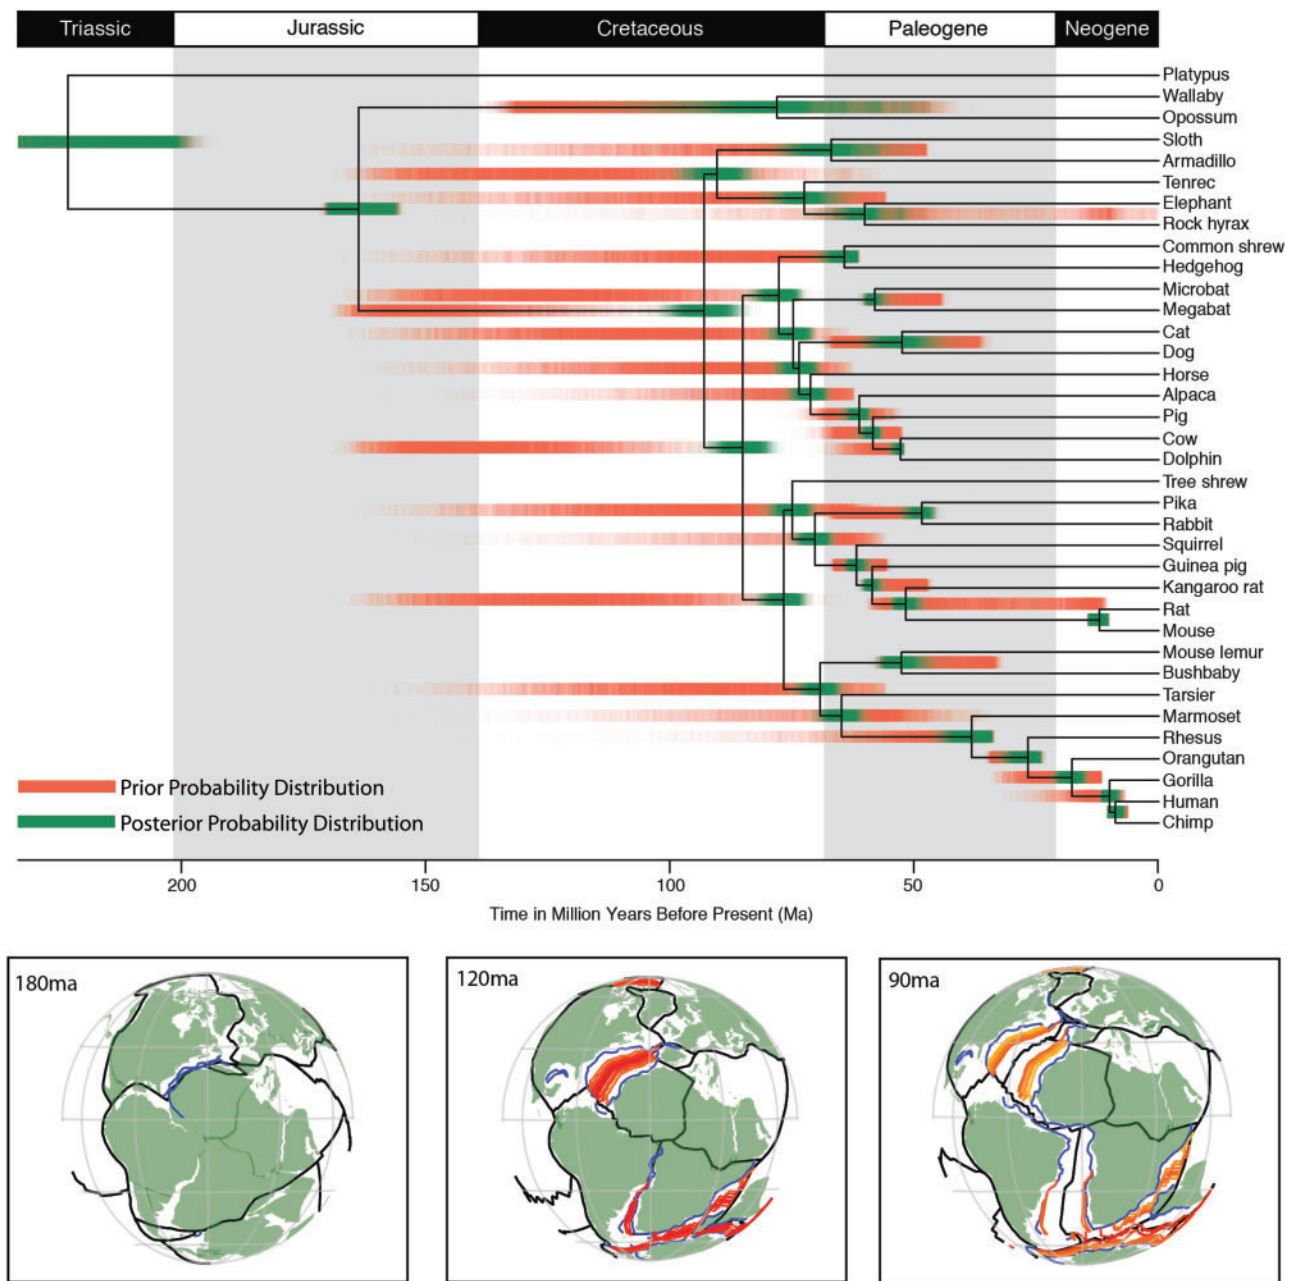 Triassic Jurassic Cretaceous Paleogene Neogene
Platypus
Wallaby
Opossum
Sloth
Armadillo
Tenrec
Elephant
Rock hyrax
Common shrew
Hedgehog
Microbat
Megabat
Cat
Dog
Horse
Alpaca
Pig
Cow
Dolphin
Tree shrew
Pika
Rabbit
Squirrel
Guinea pig
Kangaroo rat
Rat
Mouse
Mouse lemur
Bushbaby
Tarsier
Marmoset
Rhesus
Orangutan
Gorilla
Human
Chimp
Prior Probability Distribution
Posterior Probability Distribution
200 150 100 50 0
Time in Million Years Before Present (Ma)
180ma 120ma 90ma